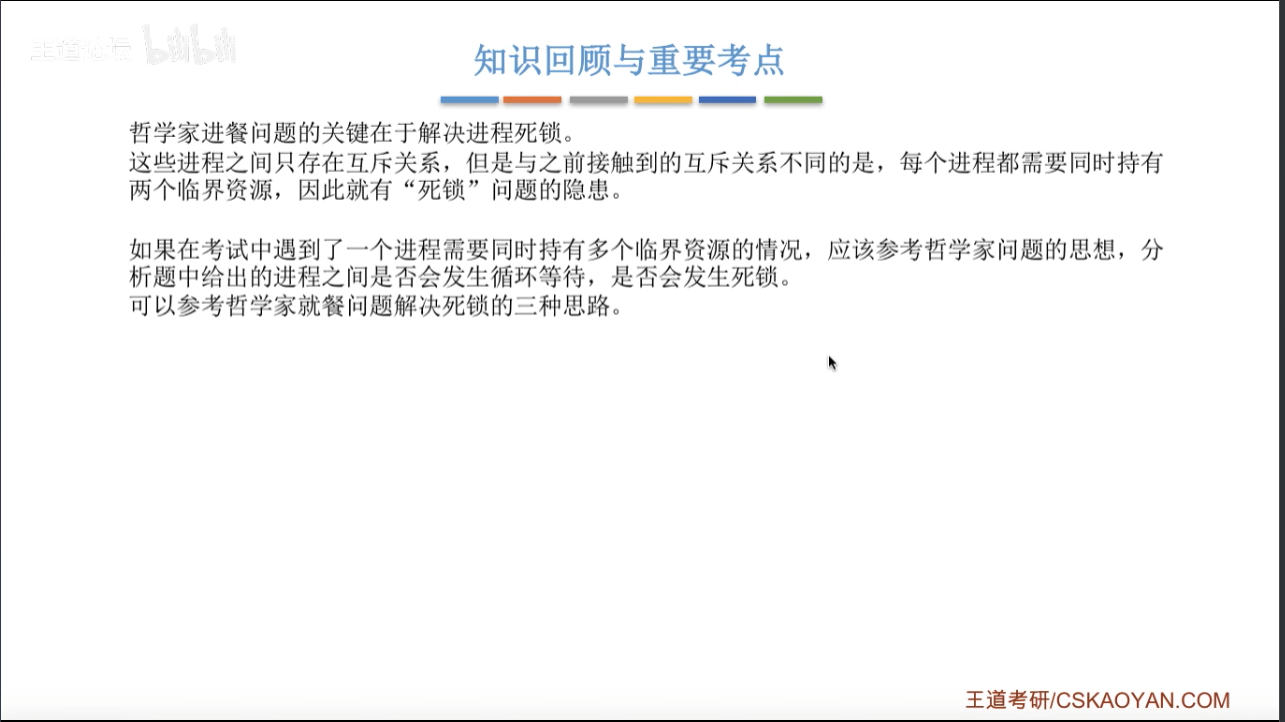 王道论坛 bilibili
知识回顾与重要考点
哲学家进餐问题的关键在于解决进程死锁。
这些进程之间只存在互斥关系，但是与之前接触到的互斥关系不同的是，每个进程都需要同时持有
两个临界资源，因此就有“死锁”问题的隐患。
如果在考试中遇到了一个进程需要同时持有多个临界资源的情况，应该参考哲学家问题的思想，分
析题中给出的进程之间是否会发生循环等待，是否会发生死锁。
可以参考哲学家就餐问题解决死锁的三种思路。
王道考研/CSKAOYAN.COM